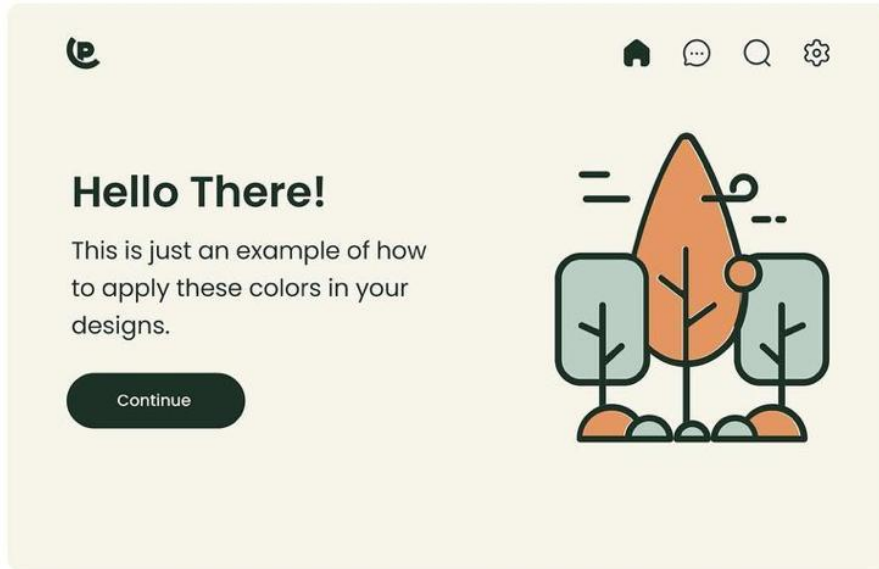 Hello There!
This is just an example of how
to apply these colors in your
designs.
Continue